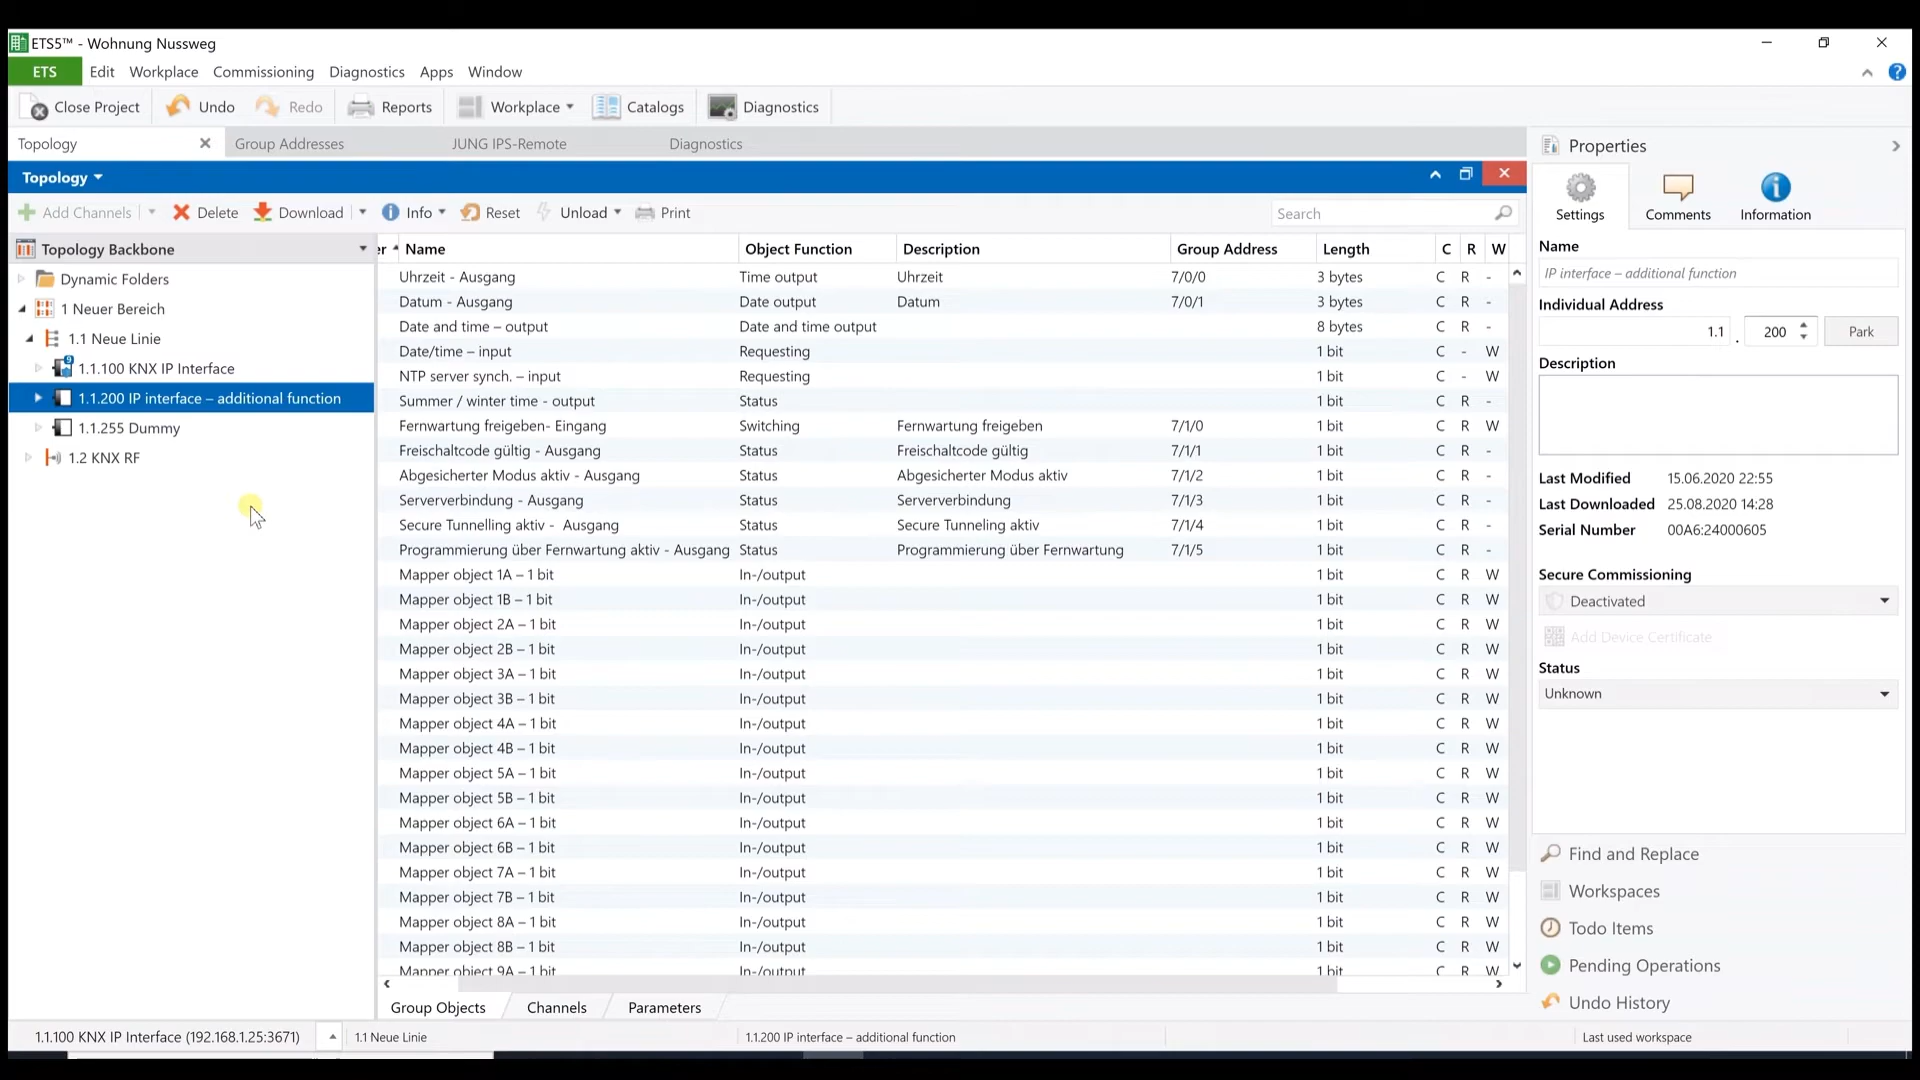 ETS5™ - Wohnung Nussweg
ETS Edit Workplace Commissioning Diagnostics Apps Window
Close Project Undo Redo Reports Workplace Catalogs Diagnostics
Topology Group Addresses JUNG IPS-Remote Diagnostics
Topology
Add Channels Delete Download Info Reset Unload Print Search
Topology Backbone
Dynamic Folders
1 Neuer Bereich
1.1 Neue Linie
1.1.100 KNX IP Interface
1.1.200 IP interface – additional function
1.1.255 Dummy
1.2 KNX RF
er Name Object Function Description Group Address Length C R W
Uhrzeit - Ausgang Time output Uhrzeit 7/0/0 3 bytes C R -
Datum - Ausgang Date output Datum 7/0/1 3 bytes C R -
Date and time – output Date and time output 8 bytes C R -
Date/time – input Requesting 1 bit C - W
NTP server synch. – input Requesting 1 bit C - W
Summer / winter time - output Status 1 bit C R -
Fernwartung freigeben- Eingang Switching Fernwartung freigeben 7/1/0 1 bit C R W
Freischaltcode gültig - Ausgang Status Freischaltcode gültig 7/1/1 1 bit C R -
Abgesicherter Modus aktiv - Ausgang Status Abgesicherter Modus aktiv 7/1/2 1 bit C R -
Serververbindung - Ausgang Status Serververbindung 7/1/3 1 bit C R -
Secure Tunnelling aktiv - Ausgang Status Secure Tunneling aktiv 7/1/4 1 bit C R -
Programmierung über Fernwartung aktiv - Ausgang Status Programmierung über Fernwartung 7/1/5 1 bit C R -
Mapper object 1A – 1 bit In-/output 1 bit C R W
Mapper object 1B – 1 bit In-/output 1 bit C R W
Mapper object 2A – 1 bit In-/output 1 bit C R W
Mapper object 2B – 1 bit In-/output 1 bit C R W
Mapper object 3A – 1 bit In-/output 1 bit C R W
Mapper object 3B – 1 bit In-/output 1 bit C R W
Mapper object 4A – 1 bit In-/output 1 bit C R W
Mapper object 4B – 1 bit In-/output 1 bit C R W
Mapper object 5A – 1 bit In-/output 1 bit C R W
Mapper object 5B – 1 bit In-/output 1 bit C R W
Mapper object 6A – 1 bit In-/output 1 bit C R W
Mapper object 6B – 1 bit In-/output 1 bit C R W
Mapper object 7A – 1 bit In-/output 1 bit C R W
Mapper object 7B – 1 bit In-/output 1 bit C R W
Mapper object 8A – 1 bit In-/output 1 bit C R W
Mapper object 8B – 1 bit In-/output 1 bit C R W
Mapper object 9A – 1 bit In-/output 1 bit C R W
Group Objects Channels Parameters
Properties
Settings Comments Information
Name
IP interface – additional function
Individual Address
1.1 . 200 Park
Description
Last Modified 15.06.2020 22:55
Last Downloaded 25.08.2020 14:28
Serial Number 00A6:24000605
Secure Commissioning
Deactivated
Add Device Certificate
Status
Unknown
Find and Replace
Workspaces
Todo Items
Pending Operations
Undo History
1.1.100 KNX IP Interface (192.168.1.25:3671) 1.1 Neue Linie 1.1.200 IP interface – additional function Last used workspace